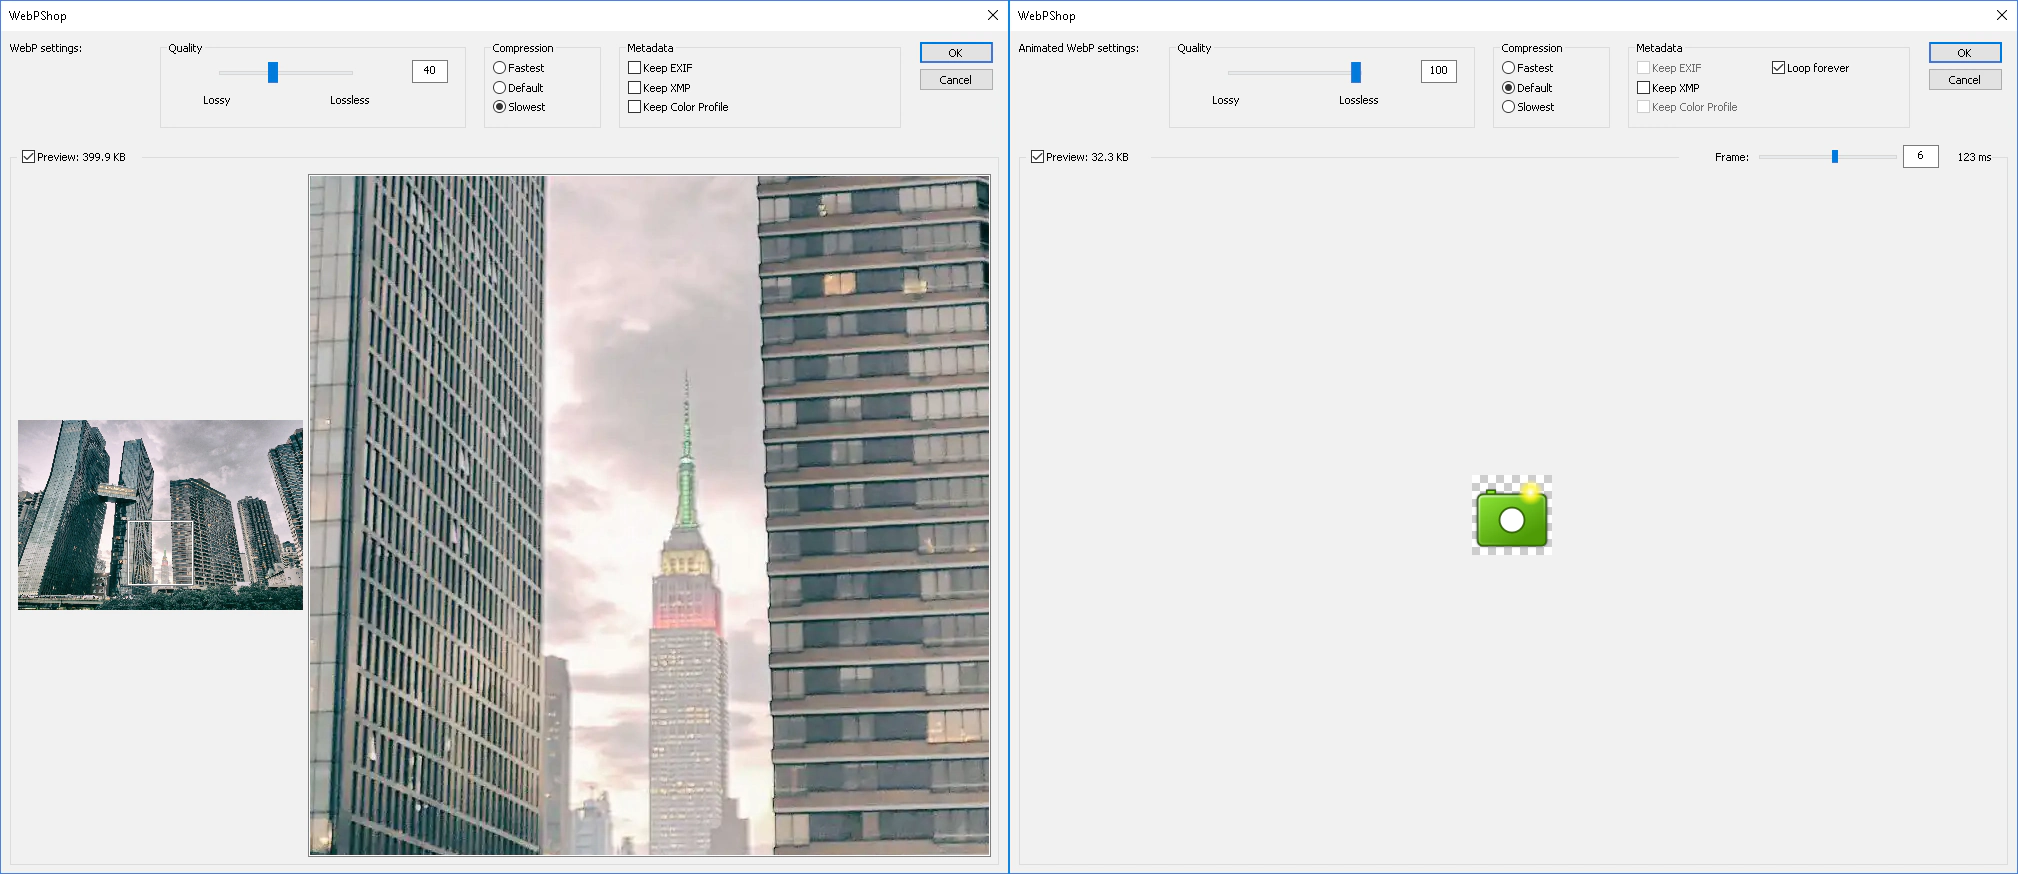 WebPShop
WebP settings:
Quality
40
Lossy
Lossless
Compression
Fastest
Default
Slowest
Metadata
Keep EXIF
Keep XMP
Keep Color Profile
OK
Cancel
Preview: 399.9 KB
WebPShop
Animated WebP settings:
Quality
100
Lossy
Lossless
Compression
Fastest
Default
Slowest
Metadata
Keep EXIF
Loop forever
Keep XMP
Keep Color Profile
OK
Cancel
Preview: 32.3 KB
Frame:
6
123 ms